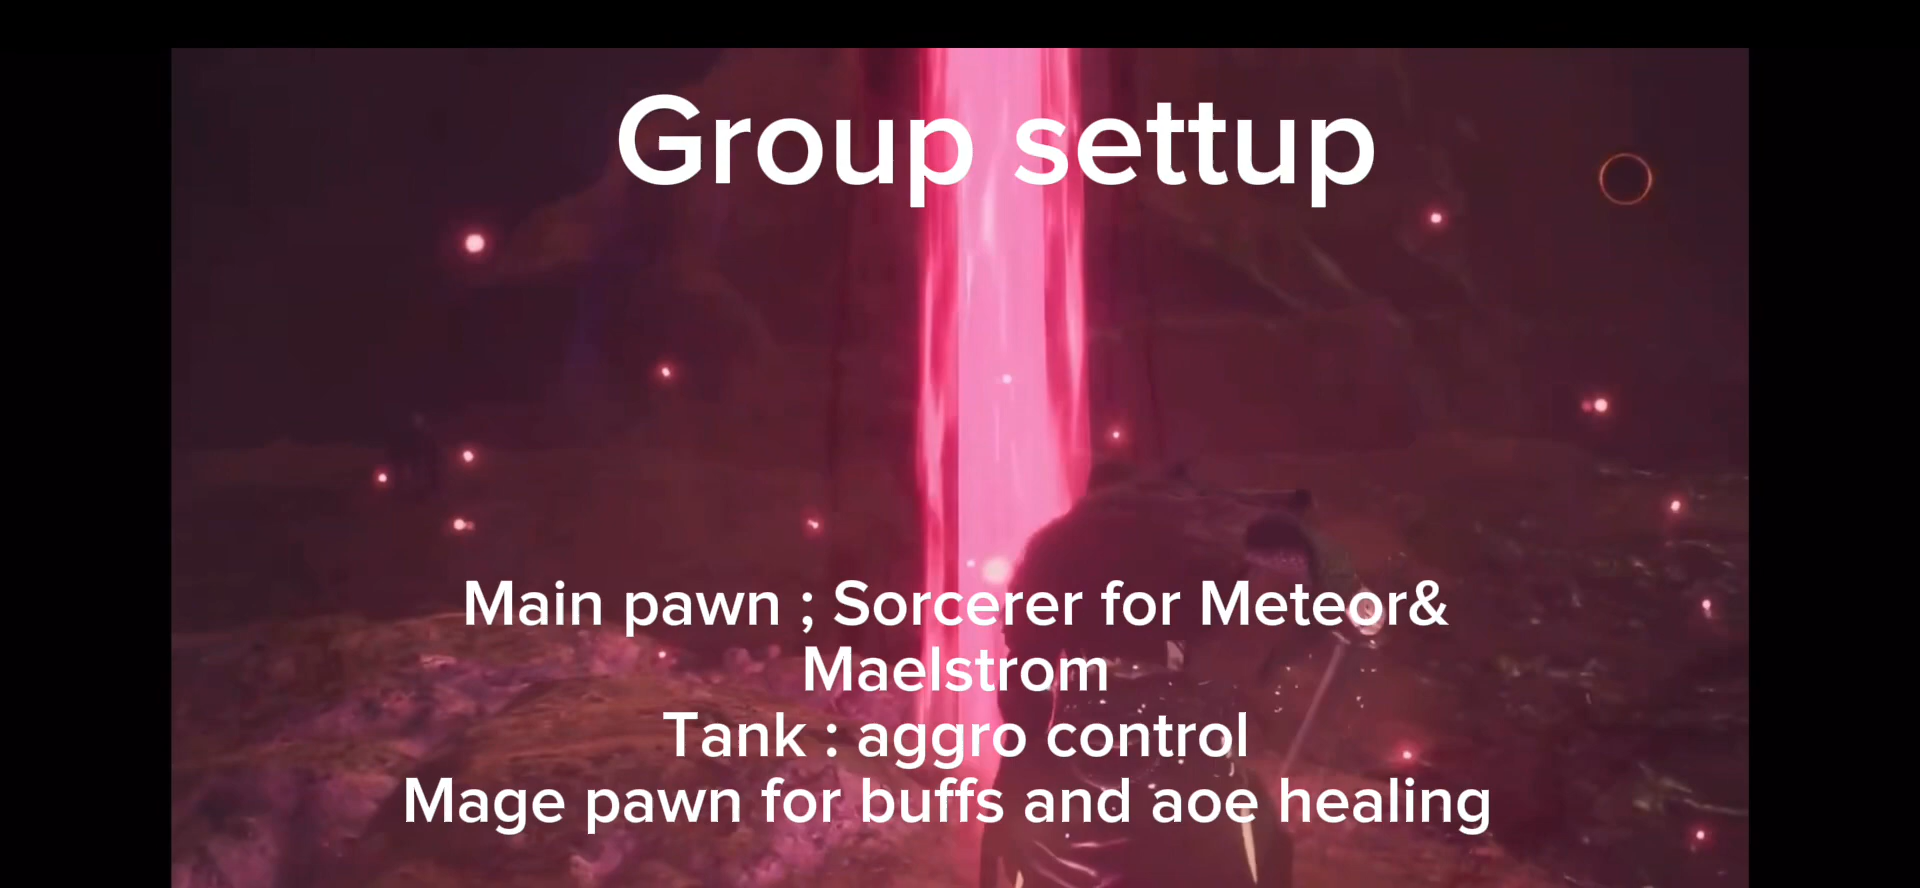 Group settup
Main pawn ; Sorcerer for Meteor&
Maelstrom
Tank : aggro control
Mage pawn for buffs and aoe healing